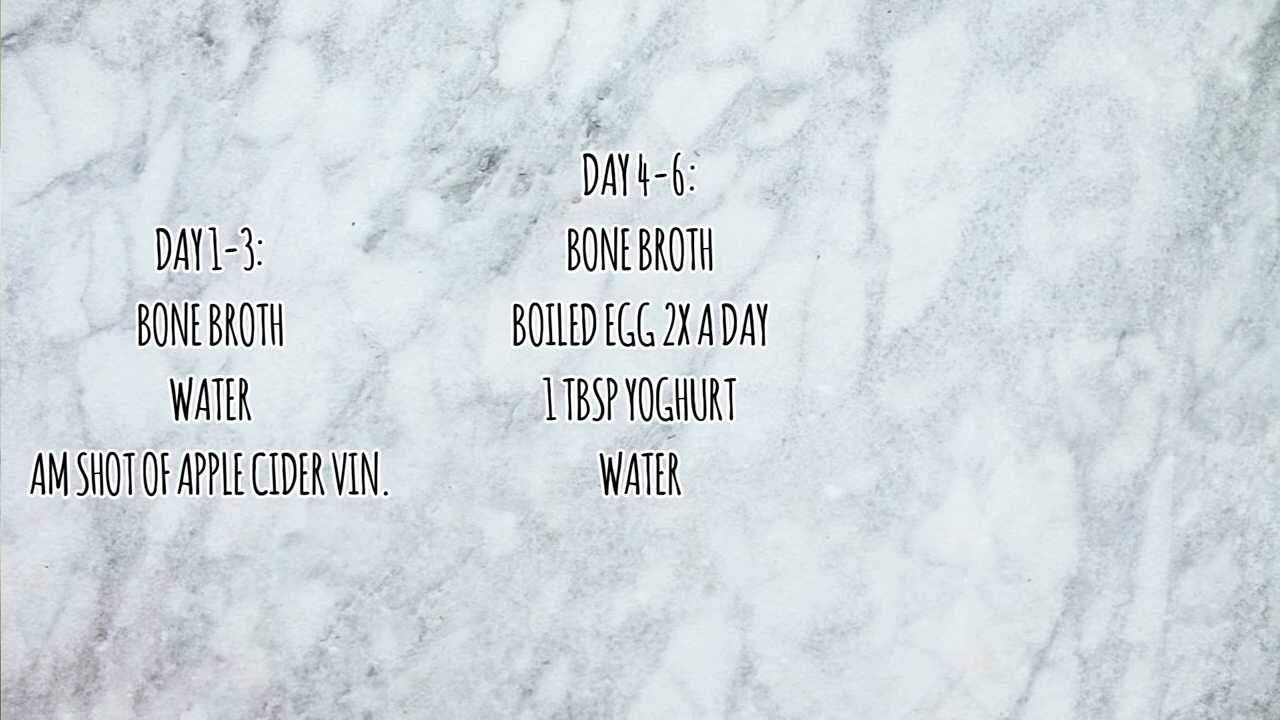 DAY 1-3:
BONE BROTH
WATER
AM SHOT OF APPLE CIDER VIN.
DAY 4-6:
BONE BROTH
BOILED EGG 2X A DAY
1 TBSP YOGHURT
WATER